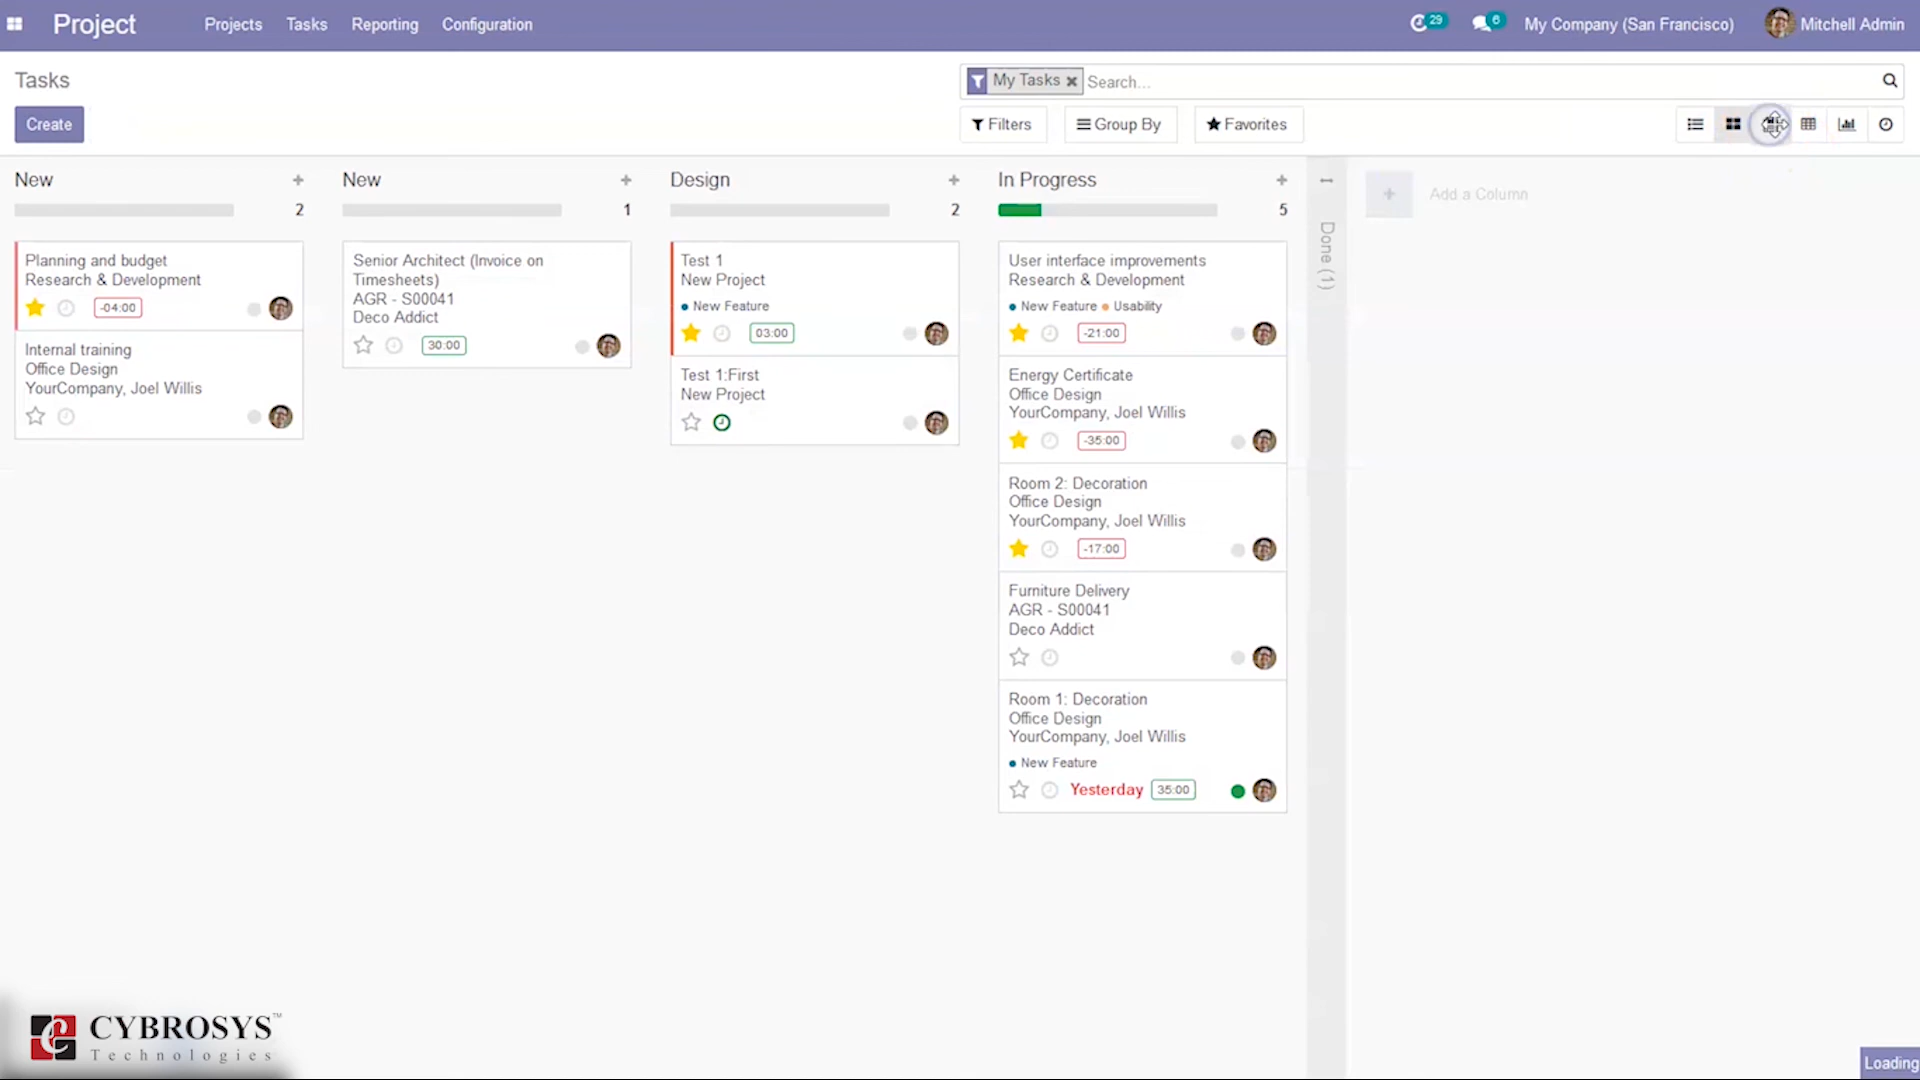 Project
Projects
Tasks
Reporting
Configuration
29
6
My Company (San Francisco)
Mitchell Admin
Tasks
My Tasks
Search...
Create
Filters
Group By
Favorites
New
2
Planning and budget
Research & Development
-04:00
Internal training
Office Design
YourCompany, Joel Willis
New
1
Senior Architect (Invoice on
Timesheets)
AGR - S00041
Deco Addict
30:00
Design
2
Test 1
New Project
New Feature
03:00
Test 1:First
New Project
In Progress
5
User interface improvements
Research & Development
New Feature Usability
-21:00
Energy Certificate
Office Design
YourCompany, Joel Willis
-35:00
Room 2: Decoration
Office Design
YourCompany, Joel Willis
-17:00
Furniture Delivery
AGR - S00041
Deco Addict
Room 1: Decoration
Office Design
YourCompany, Joel Willis
New Feature
Yesterday 35:00
Done (1)
Add a Column
CYBROSYS™
Technologies
Loading